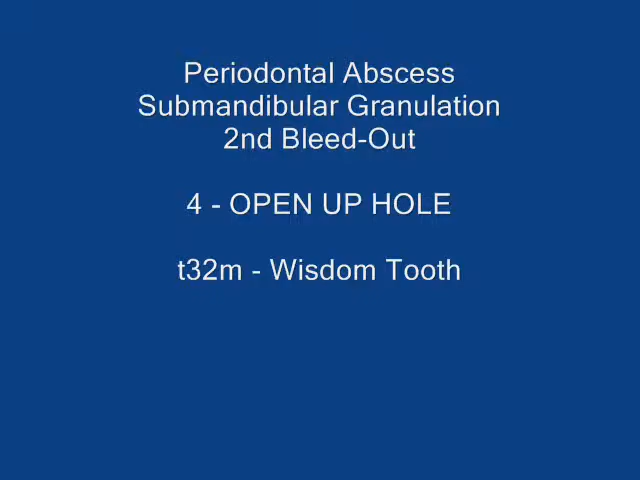 Periodontal Abscess
Submandibular Granulation
2nd Bleed-Out
4 - OPEN UP HOLE
t32m - Wisdom Tooth